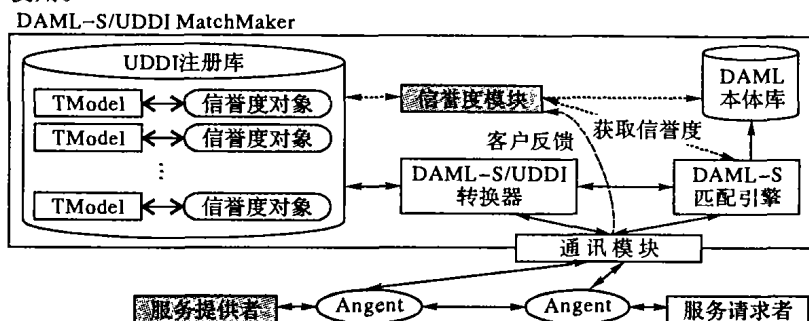 DAML-S/UDDI MatchMaker
UDDI注册库
TModel
信誉度对象
TModel
信誉度对象
⋮
TModel
信誉度对象
信誉度模块
DAML
本体库
客户反馈
获取信誉度
DAML-S/UDDI
转换器
DAML-S
匹配引擎
通讯模块
服务提供者
Angent
Angent
服务请求者